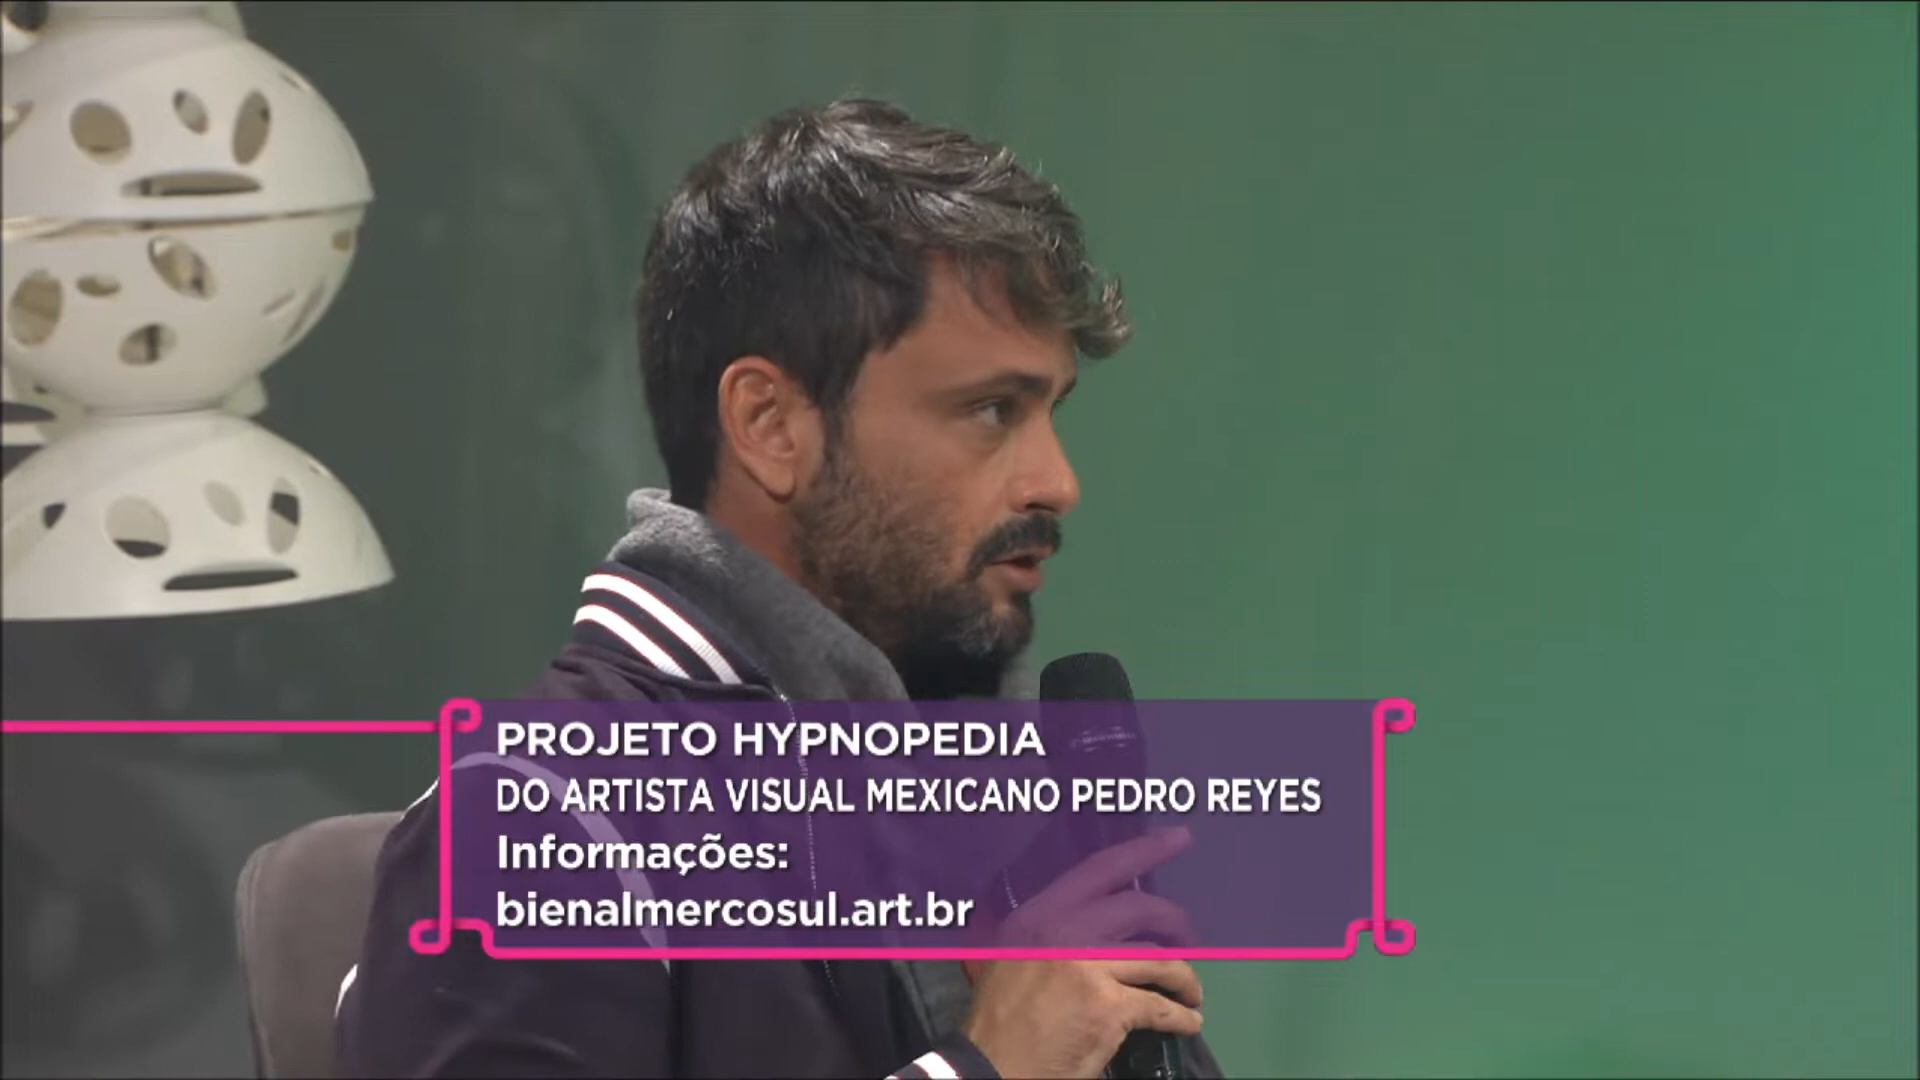 PROJETO HYPNOPEDIA
DO ARTISTA VISUAL MEXICANO PEDRO REYES
Informações:
bienalmercosul.art.br